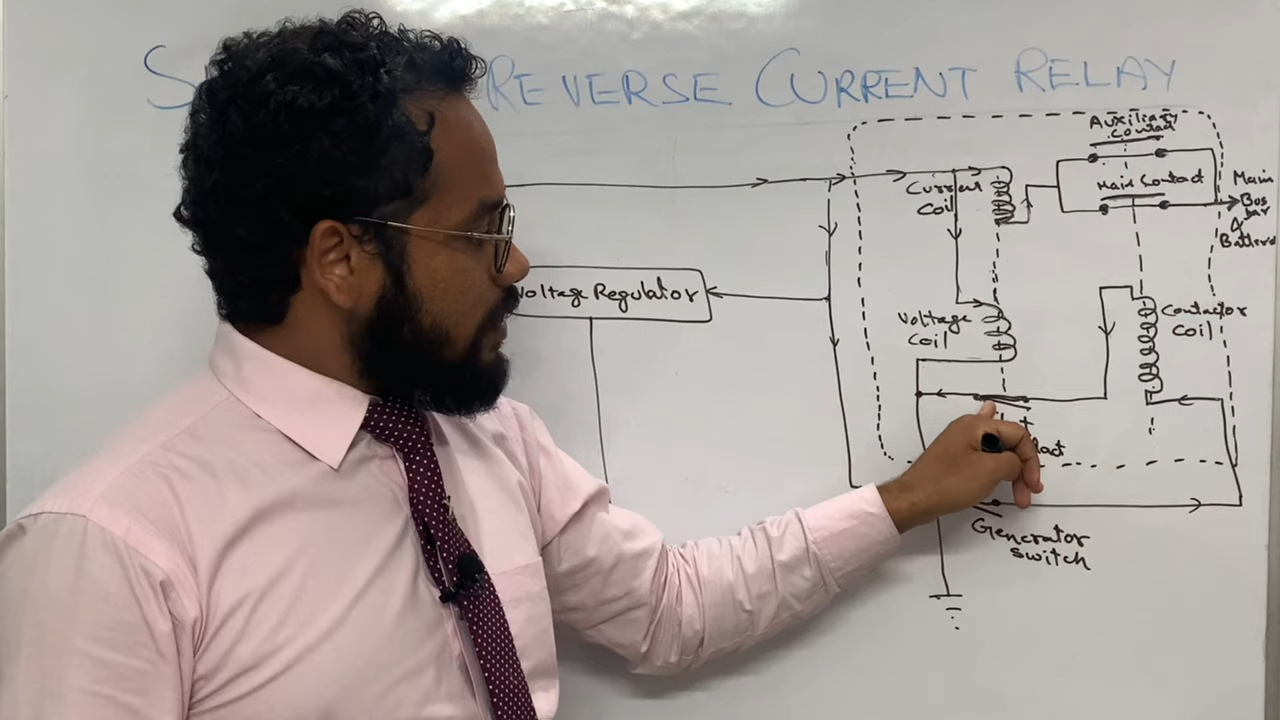 REVERSE CURRENT RELAY
Auxiliary
Contact
Current
Coil
Main Contact
Main
Bus
bar
&
Voltage Regulator
Voltage
Coil
Contactor
Coil
Generator
Switch